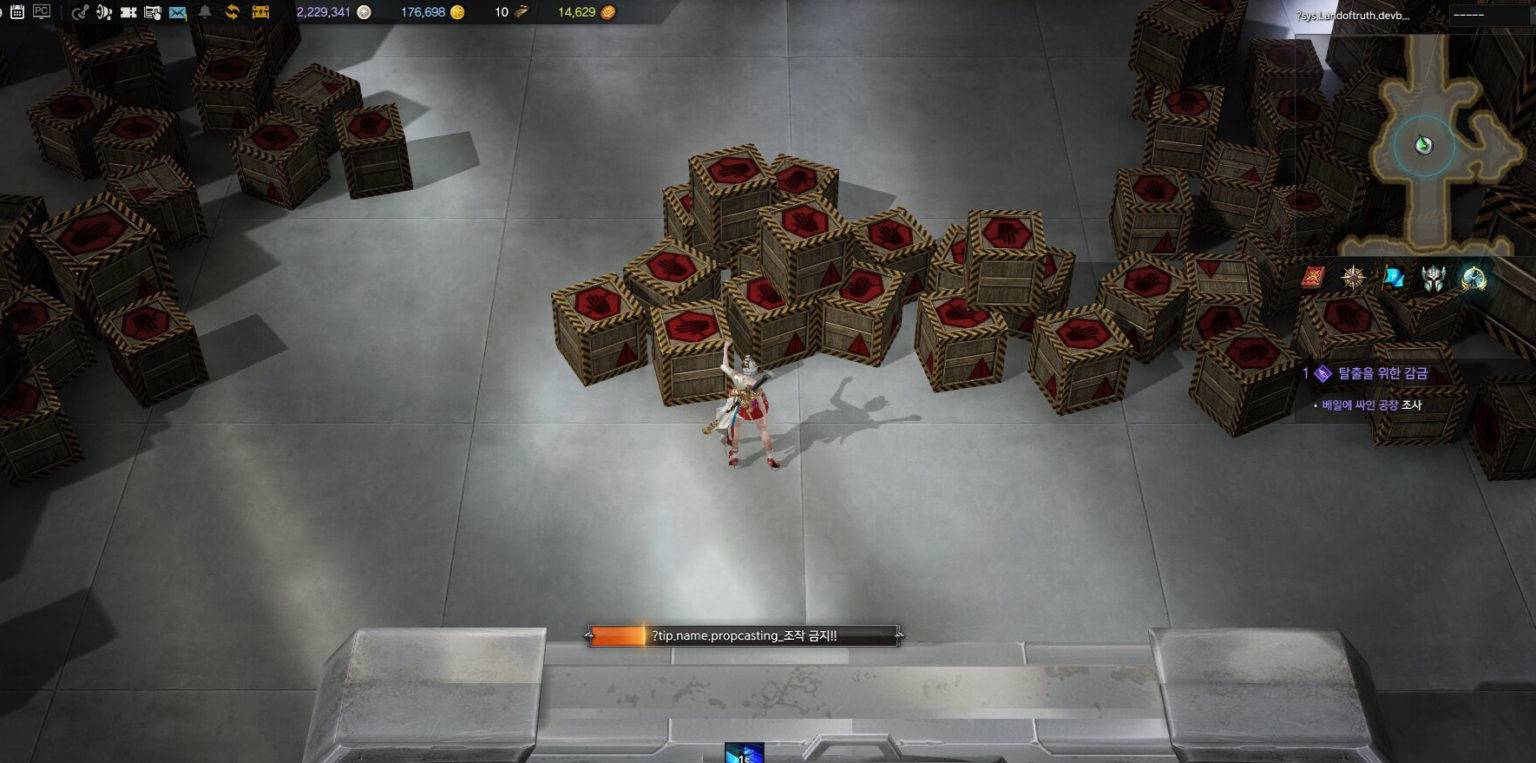 PC
2,229,341
176,698
10
14,629
?sys.Landoftruth.devb...
-----
1 탈출을 위한 감금
• 베일에 싸인 공장 조사
?tip.name.propcasting_조작 금지!!